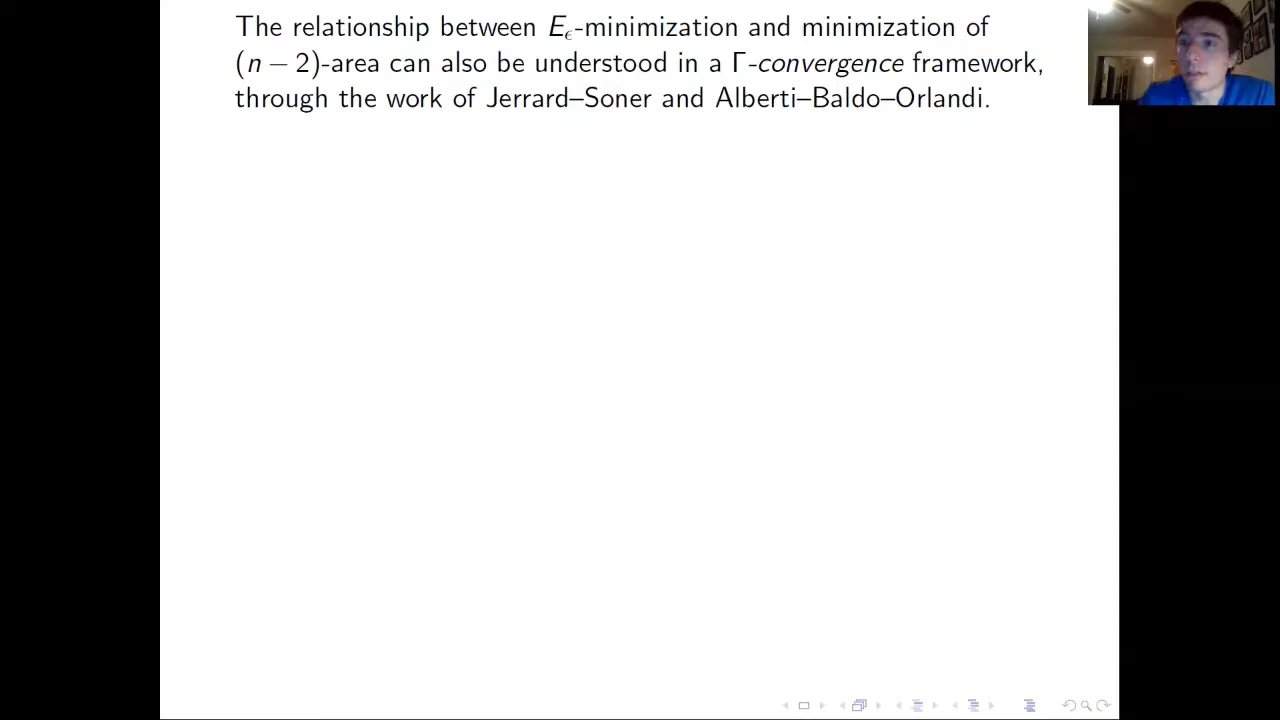 The relationship between E_ϵ-minimization and minimization of
(n − 2)-area can also be understood in a Γ-convergence framework,
through the work of Jerrard–Soner and Alberti–Baldo–Orlandi.